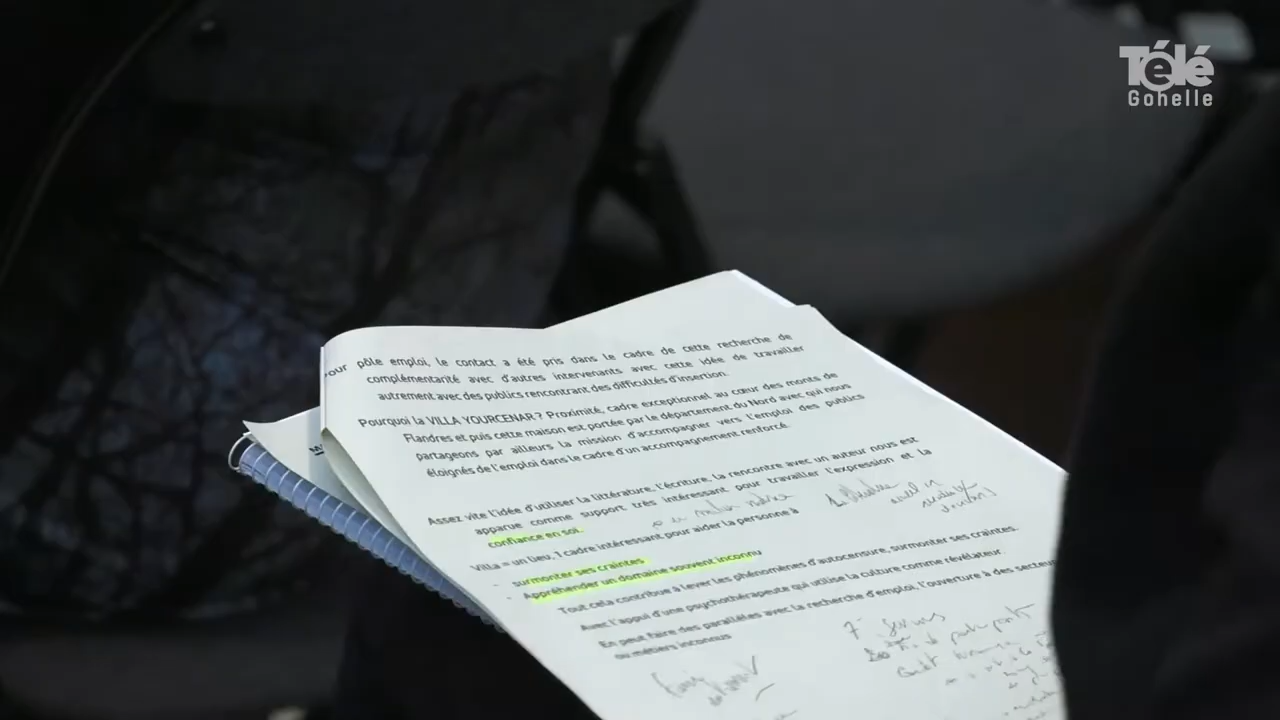 Télé
Gohelle
pour pôle emploi, le contact a été pris dans le cadre de cette recherche de
complémentarité avec d'autres intervenants avec cette idée de travailler
autrement avec des publics rencontrant des difficultés d'insertion.
Pourquoi la VILLA YOURCENAR ? Proximité, cadre exceptionnel au cœur des monts de
Flandres et puis cette maison est portée par le département du Nord avec qui nous
partageons par ailleurs la mission d'accompagner vers l'emploi des publics
éloignés de l'emploi dans le cadre d'un accompagnement renforcé.
Assez vite l'idée d'utiliser la littérature, l'écriture, la rencontre avec un auteur nous est
apparue comme support très intéressant pour travailler l'expression et la
confiance en soi.
Villa = un lieu, 1 cadre intéressant pour aider la personne à
- surmonter ses craintes
- Appréhender un domaine souvent inconnu
Tout cela contribue à lever les phénomènes d'autocensure, surmonter ses craintes.
Avec l'appui d'une psychothérapeute qui utilise la culture comme révélateur.
En peut faire des parallèles avec la recherche d'emploi, l'ouverture à des secteur
ou métiers inconnus